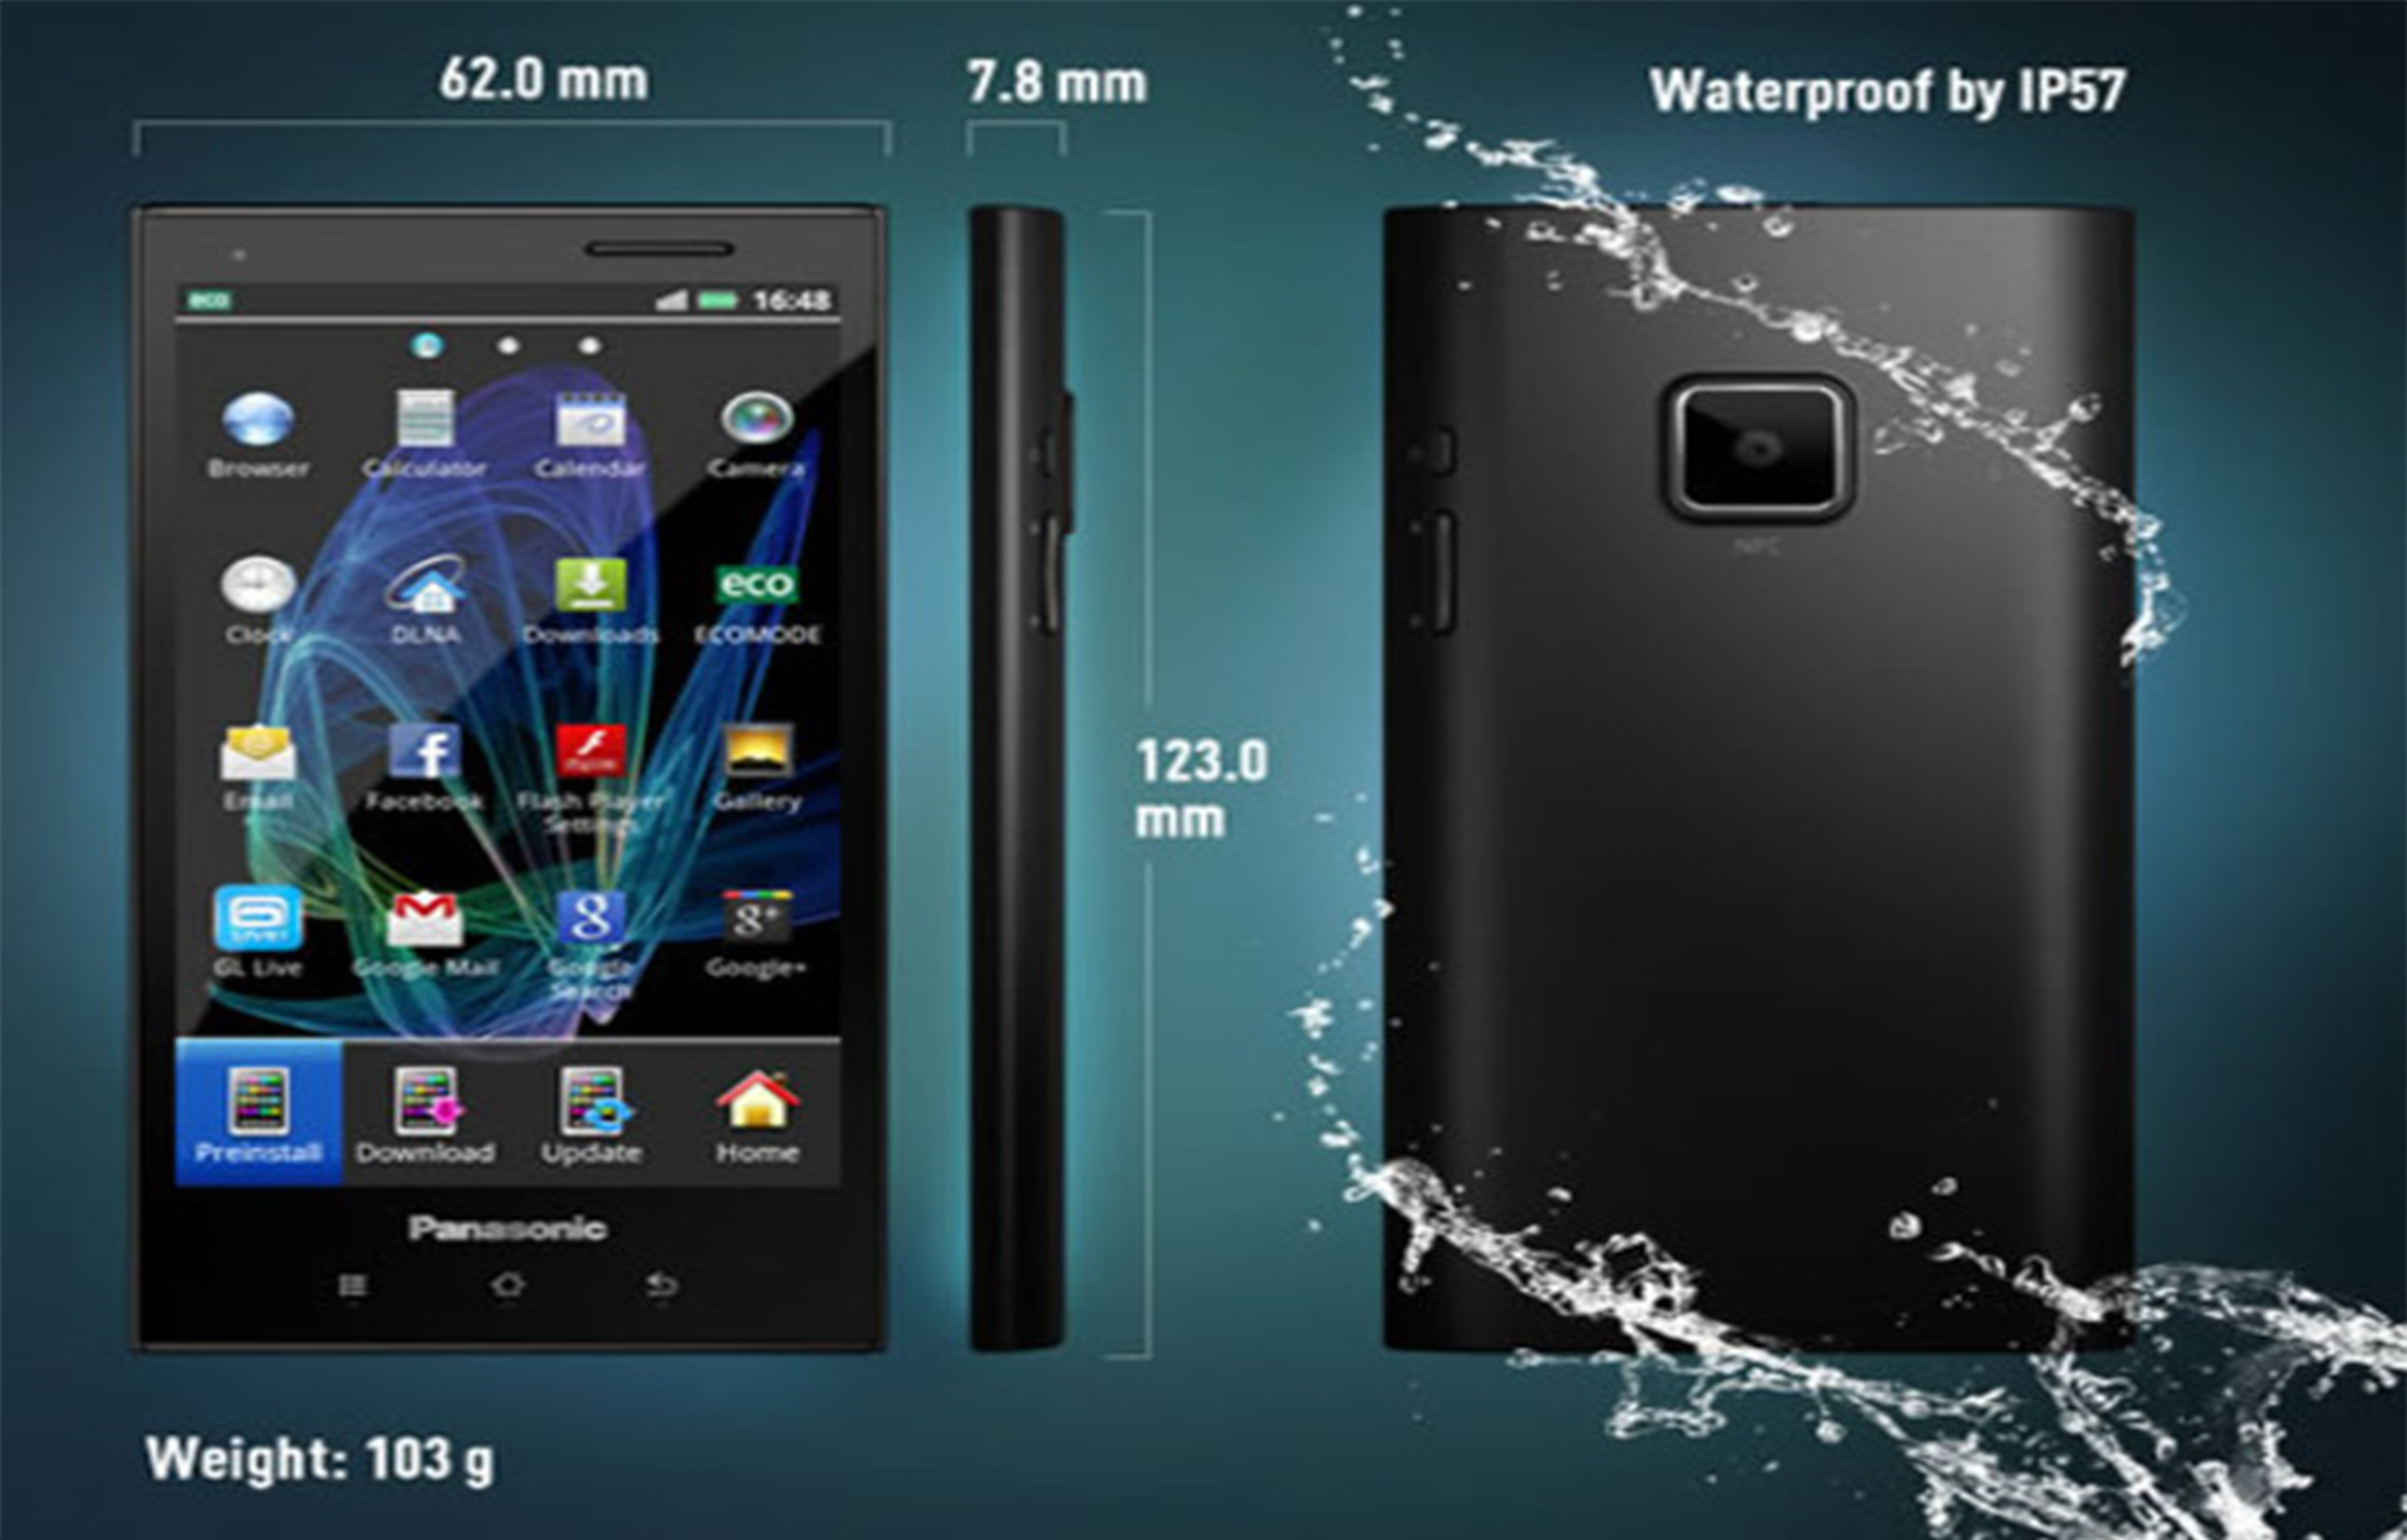 62.0 mm
7.8 mm
Waterproof by IP57
eco
16:48
Browser
Calculator
Calendar
Camera
NFC
eco
Clock
DLNA
Downloads
ECOMODE
123.0
mm
Email
Facebook
Flash Player
Settings
Gallery
GL Live
Google Mail
Google
Search
Google+
Preinstall
Download
Update
Home
Panasonic
Weight: 103 g